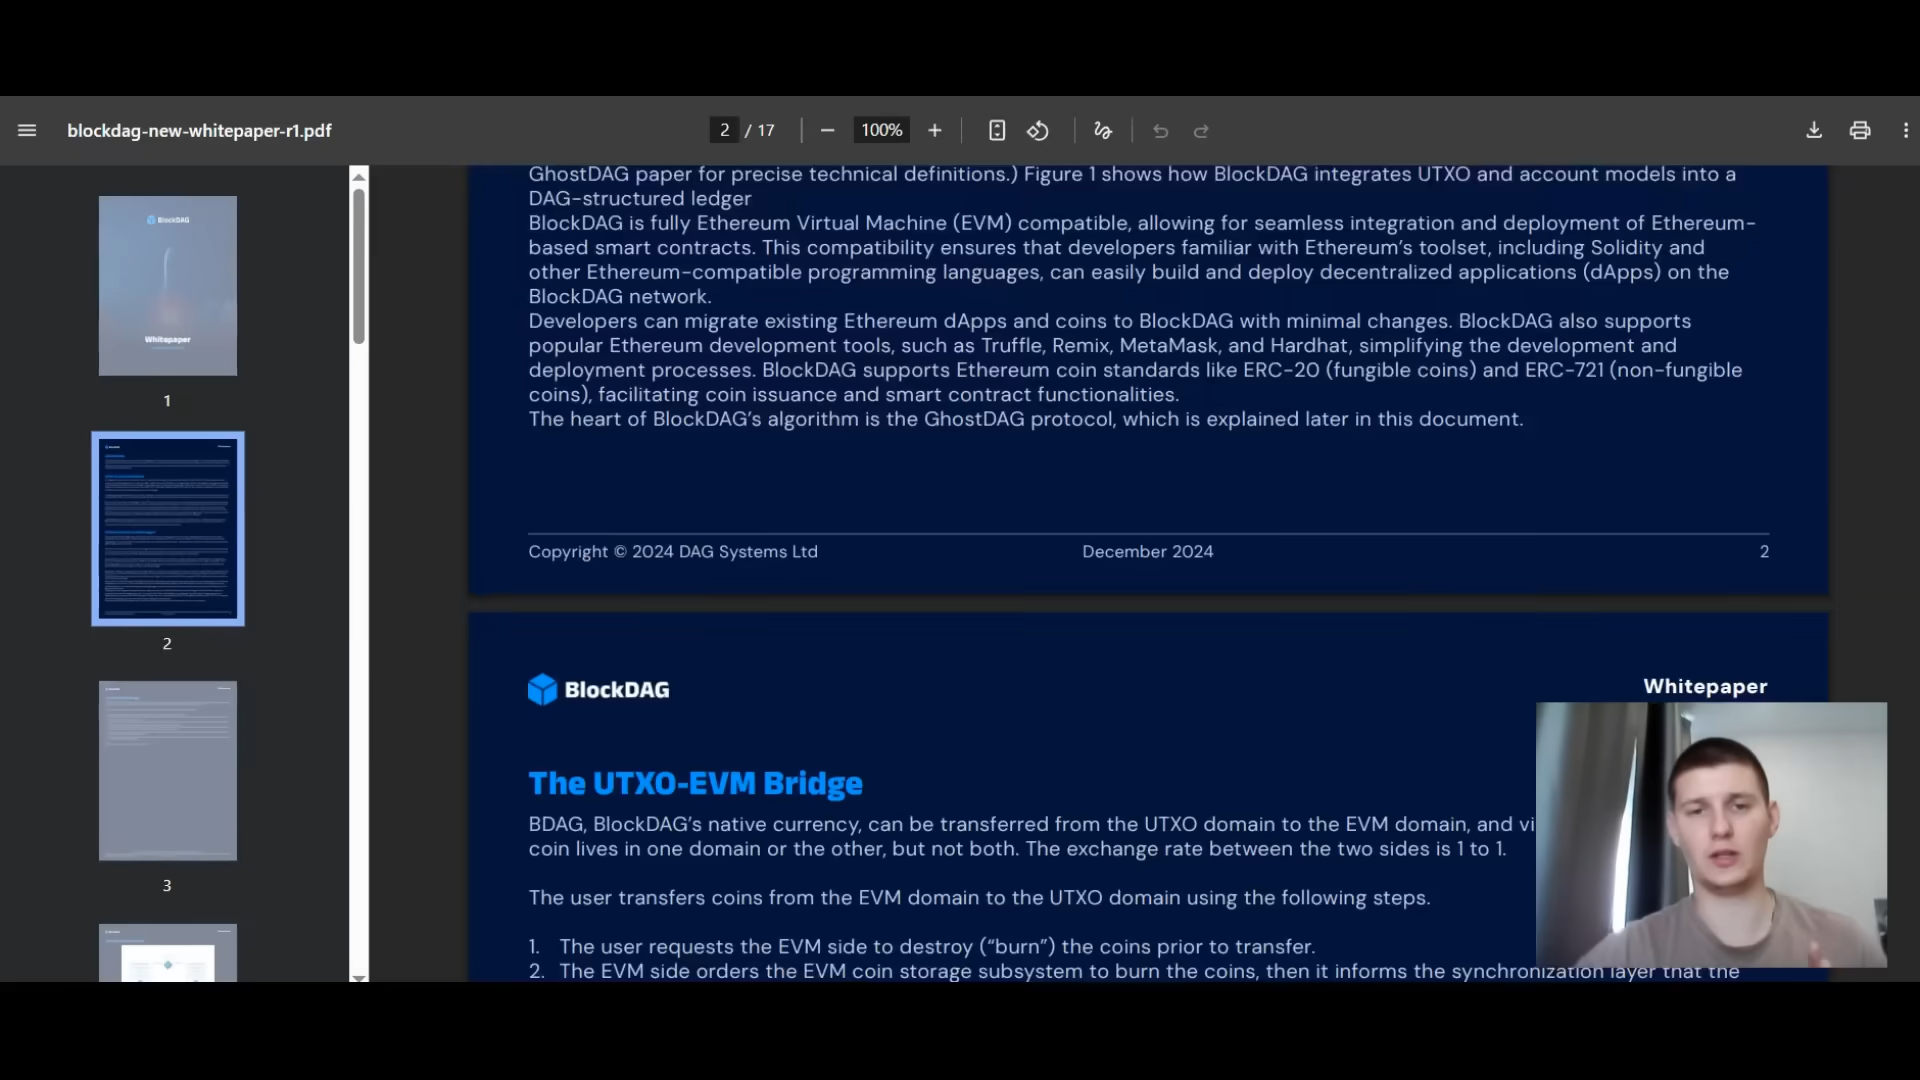 blockdag-new-whitepaper-r1.pdf
2 / 17
100%
BlockDAG
Whitepaper
1
2
3
GhostDAG paper for precise technical definitions.) Figure 1 shows how BlockDAG integrates UTXO and account models into a
DAG-structured ledger
BlockDAG is fully Ethereum Virtual Machine (EVM) compatible, allowing for seamless integration and deployment of Ethereum-
based smart contracts. This compatibility ensures that developers familiar with Ethereum's toolset, including Solidity and
other Ethereum-compatible programming languages, can easily build and deploy decentralized applications (dApps) on the
BlockDAG network.
Developers can migrate existing Ethereum dApps and coins to BlockDAG with minimal changes. BlockDAG also supports
popular Ethereum development tools, such as Truffle, Remix, MetaMask, and Hardhat, simplifying the development and
deployment processes. BlockDAG supports Ethereum coin standards like ERC-20 (fungible coins) and ERC-721 (non-fungible
coins), facilitating coin issuance and smart contract functionalities.
The heart of BlockDAG's algorithm is the GhostDAG protocol, which is explained later in this document.
Copyright © 2024 DAG Systems Ltd
December 2024
2
BlockDAG
Whitepaper
The UTXO-EVM Bridge
BDAG, BlockDAG's native currency, can be transferred from the UTXO domain to the EVM domain, and vi
coin lives in one domain or the other, but not both. The exchange rate between the two sides is 1 to 1.
The user transfers coins from the EVM domain to the UTXO domain using the following steps.
1. The user requests the EVM side to destroy (“burn”) the coins prior to transfer.
2. The EVM side orders the EVM coin storage subsystem to burn the coins, then it informs the synchronization layer that the